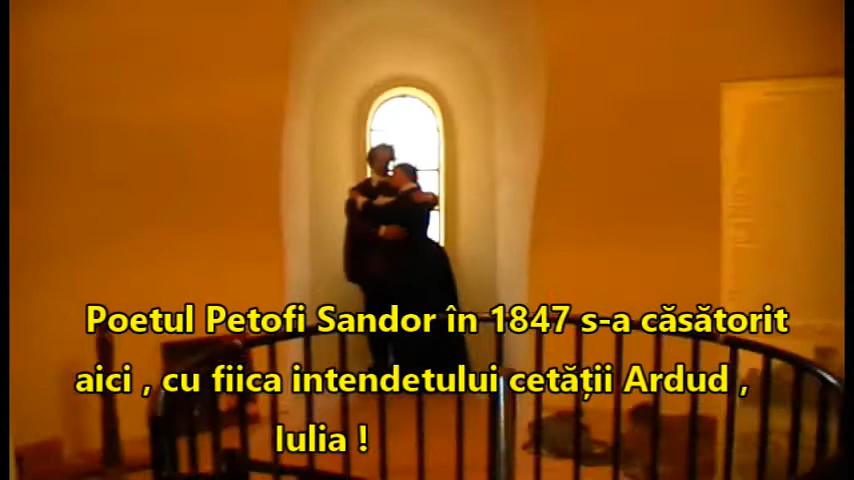 Poetul Petofi Sandor în 1847 s-a căsătorit
aici , cu fiica intendetului cetății Ardud ,
Iulia !